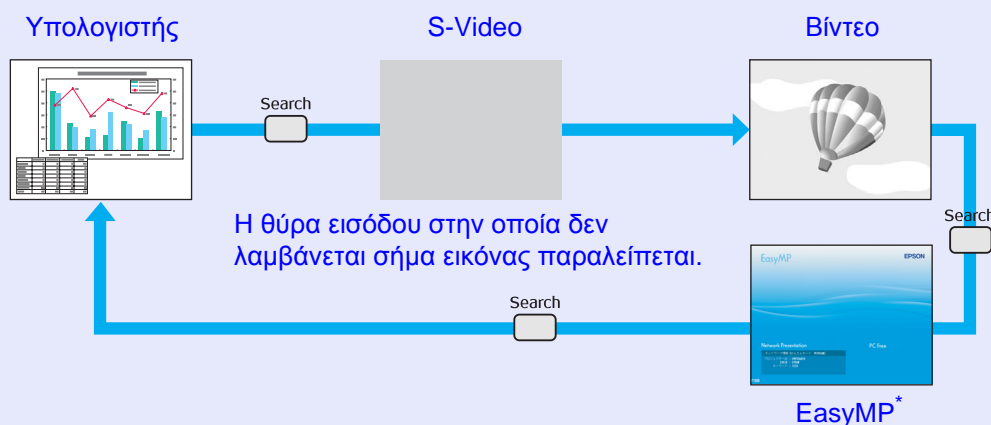 Υπολογιστής
S-Video
Βίντεο
Search
Η θύρα εισόδου στην οποία δεν
λαμβάνεται σήμα εικόνας παραλείπεται.
Search
EasyMP
EPSON
Network Presentation
PC Free
Search
EasyMP*